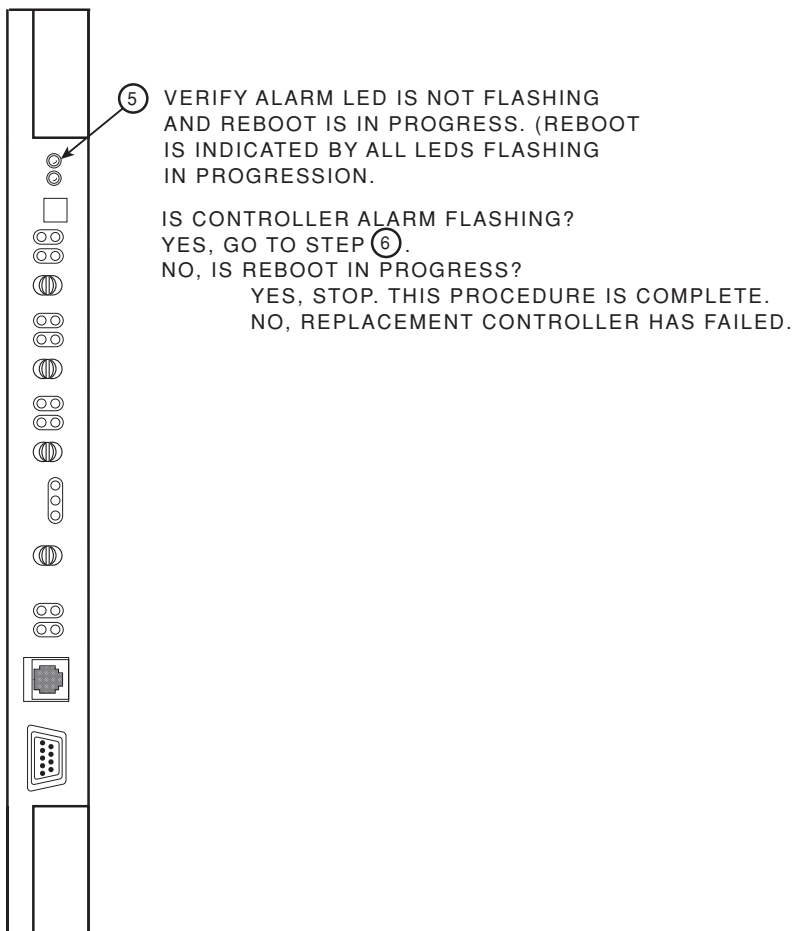 5 VERIFY ALARM LED IS NOT FLASHING
AND REBOOT IS IN PROGRESS. (REBOOT
IS INDICATED BY ALL LEDS FLASHING
IN PROGRESSION.
IS CONTROLLER ALARM FLASHING?
YES, GO TO STEP 6.
NO, IS REBOOT IN PROGRESS?
YES, STOP. THIS PROCEDURE IS COMPLETE.
NO, REPLACEMENT CONTROLLER HAS FAILED.